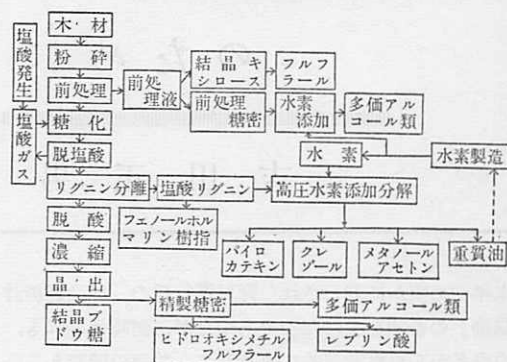 木・材
粉砕
前処理
糖化
脱塩酸
リグニン分離
脱酸
濃縮
晶・出
結晶ブ
ドウ糖
塩酸発生
塩酸ガス
前処
理液
結晶キ
シロース
フルフ
ラール
前処理
糖密
水素
添加
多価アル
コール類
水素
水素製造
塩酸リグニン
高圧水素添加分解
フェノールホル
マリン樹指
パイロ
カテキン
クレ
ゾール
メタノール
アセトン
重質油
精製糖密
多価アルコール類
ヒドロオキシメチル
フルフラール
レブリン酸